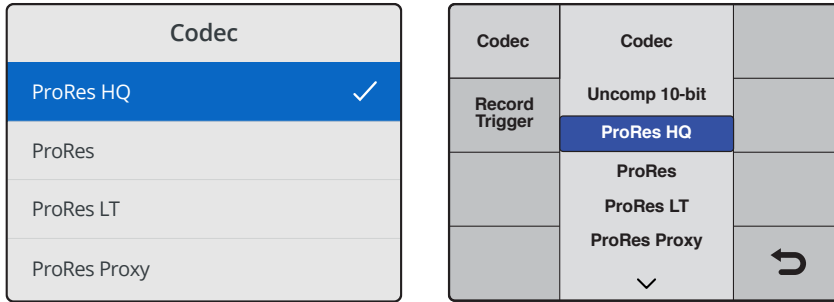 Codec
ProRes HQ
ProRes
ProRes LT
ProRes Proxy
Codec
Record
Trigger
Codec
Uncomp 10-bit
ProRes HQ
ProRes
ProRes LT
ProRes Proxy